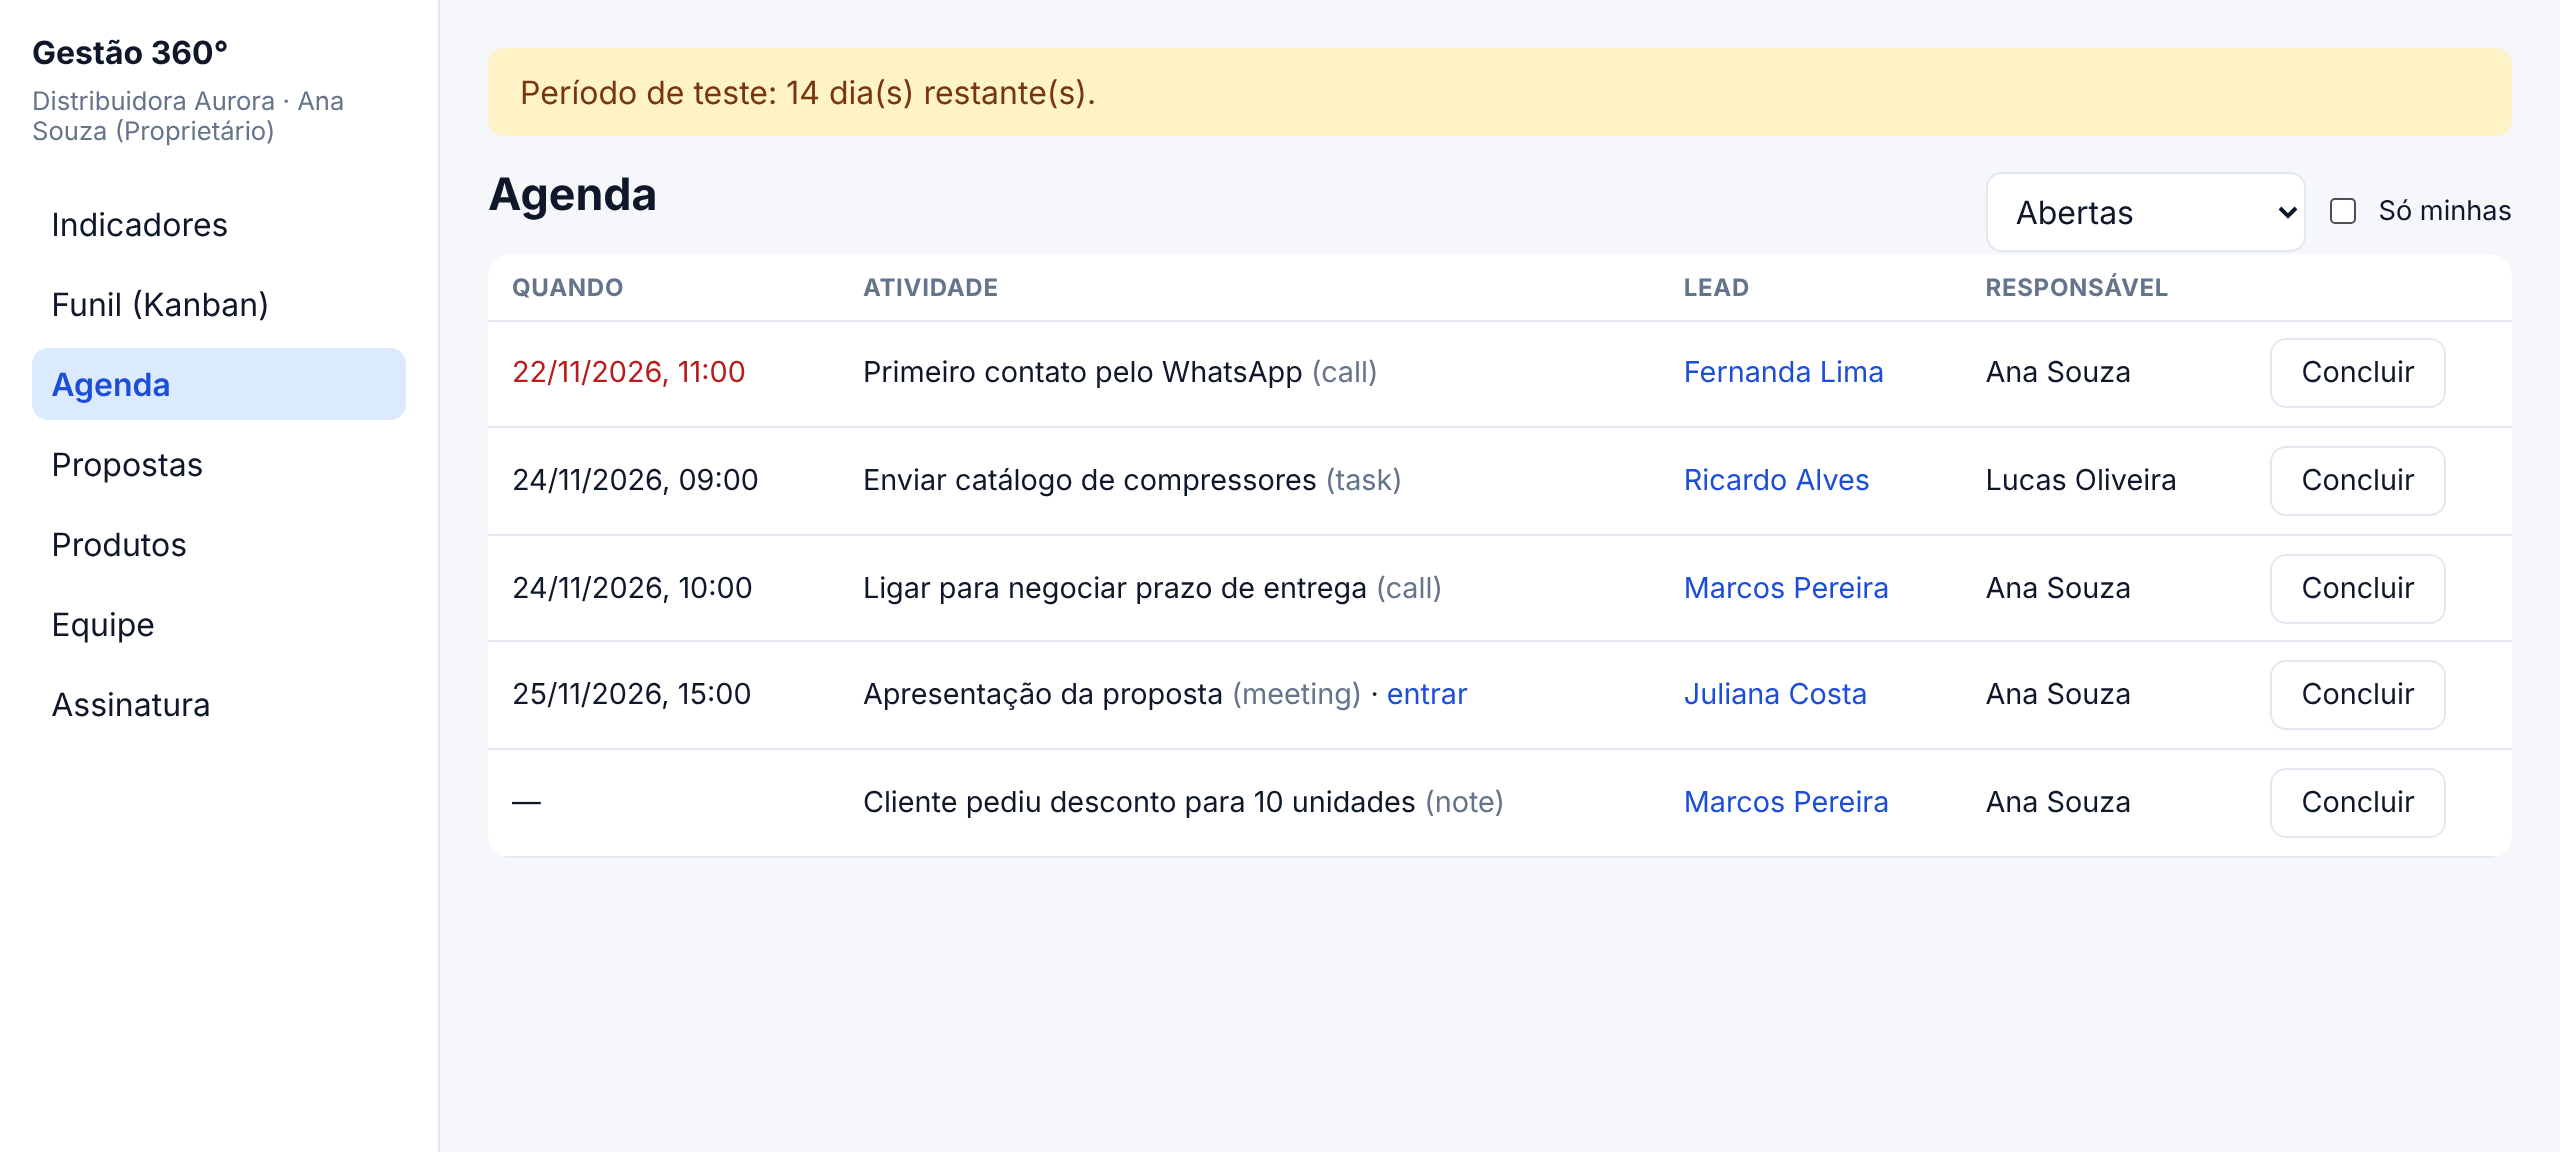 Gestão 360°
Distribuidora Aurora · Ana
Souza (Proprietário)
Indicadores
Funil (Kanban)
Agenda
Propostas
Produtos
Equipe
Assinatura
Período de teste: 14 dia(s) restante(s).
Agenda
Abertas
Só minhas
QUANDO ATIVIDADE LEAD RESPONSÁVEL
22/11/2026, 11:00 Primeiro contato pelo WhatsApp (call) Fernanda Lima Ana Souza Concluir
24/11/2026, 09:00 Enviar catálogo de compressores (task) Ricardo Alves Lucas Oliveira Concluir
24/11/2026, 10:00 Ligar para negociar prazo de entrega (call) Marcos Pereira Ana Souza Concluir
25/11/2026, 15:00 Apresentação da proposta (meeting) · entrar Juliana Costa Ana Souza Concluir
— Cliente pediu desconto para 10 unidades (note) Marcos Pereira Ana Souza Concluir